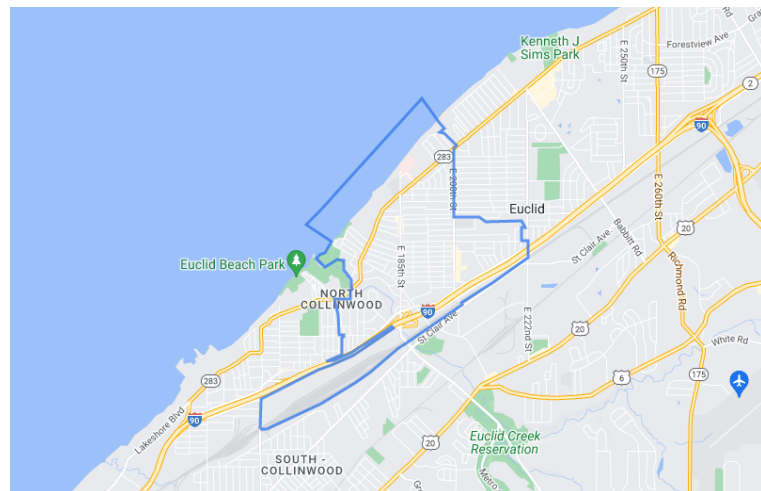 Kenneth J
Sims Park
E 250th St
Forestview Ave
Rd
175
2
90
283
E 200th St
E 260th St
Euclid
20
Babbitt Rd
St Clair Ave
Richmond Rd
Euclid Beach Park
E 185th St
NORTH
COLLINWOOD
90
St Clair Ave
E 222nd St
20
White Rd
6
175
283
Lakeshore Blvd
90
20
Euclid Creek
Reservation
SOUTH -
COLLINWOOD
Metro